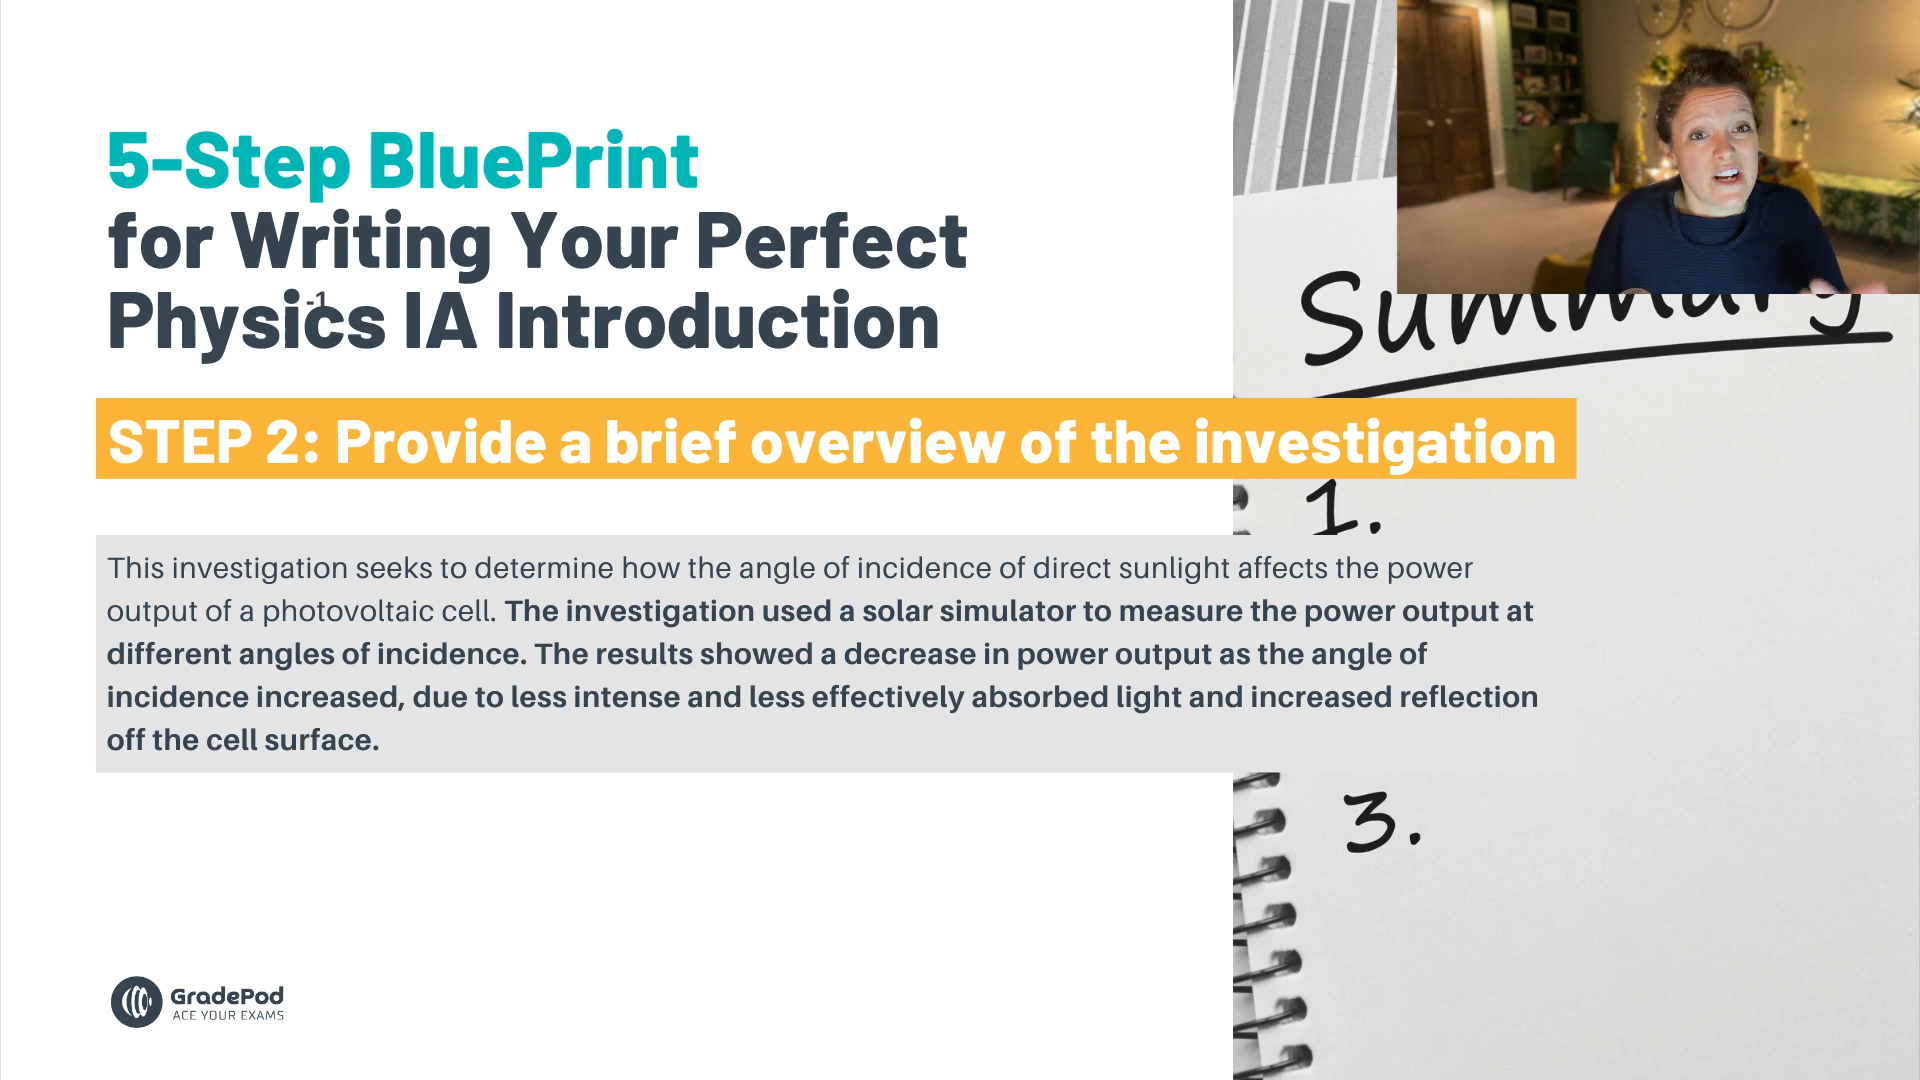 5-Step BluePrint
for Writing Your Perfect
Physics IA Introduction
-1
Summary
STEP 2: Provide a brief overview of the investigation
1.
This investigation seeks to determine how the angle of incidence of direct sunlight affects the power
output of a photovoltaic cell. The investigation used a solar simulator to measure the power output at
different angles of incidence. The results showed a decrease in power output as the angle of
incidence increased, due to less intense and less effectively absorbed light and increased reflection
off the cell surface.
3.
GradePod
ACE YOUR EXAMS